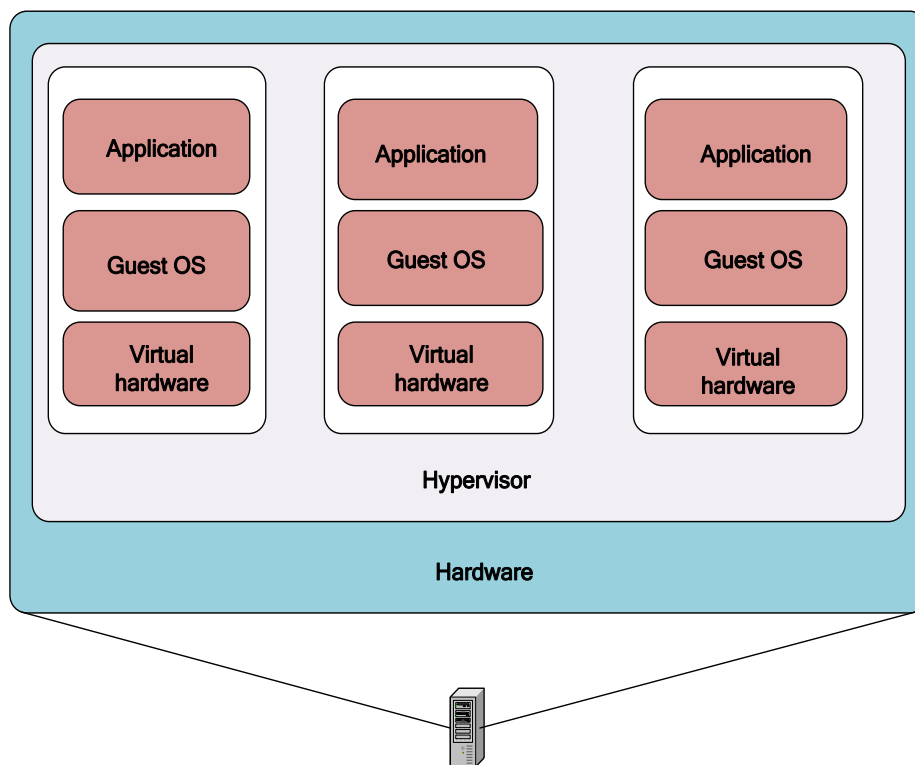 Application
Application
Application
Guest OS
Guest OS
Guest OS
Virtual
hardware
Virtual
hardware
Virtual
hardware
Hypervisor
Hardware